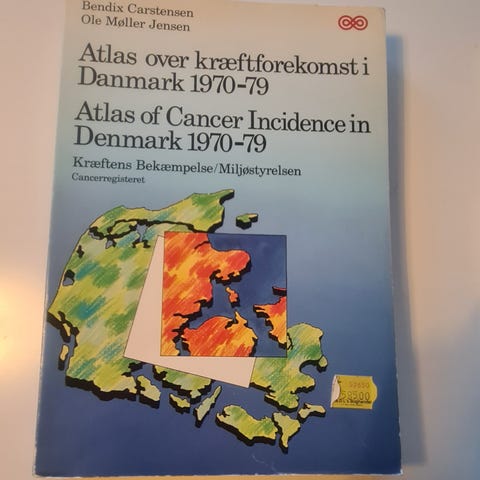 Bendix Carstensen
Ole Møller Jensen
Atlas over kræftforekomst i
Danmark 1970-79
Atlas of Cancer Incidence in
Denmark 1970-79
Kræftens Bekæmpelse/Miljøstyrelsen
Cancerregisteret